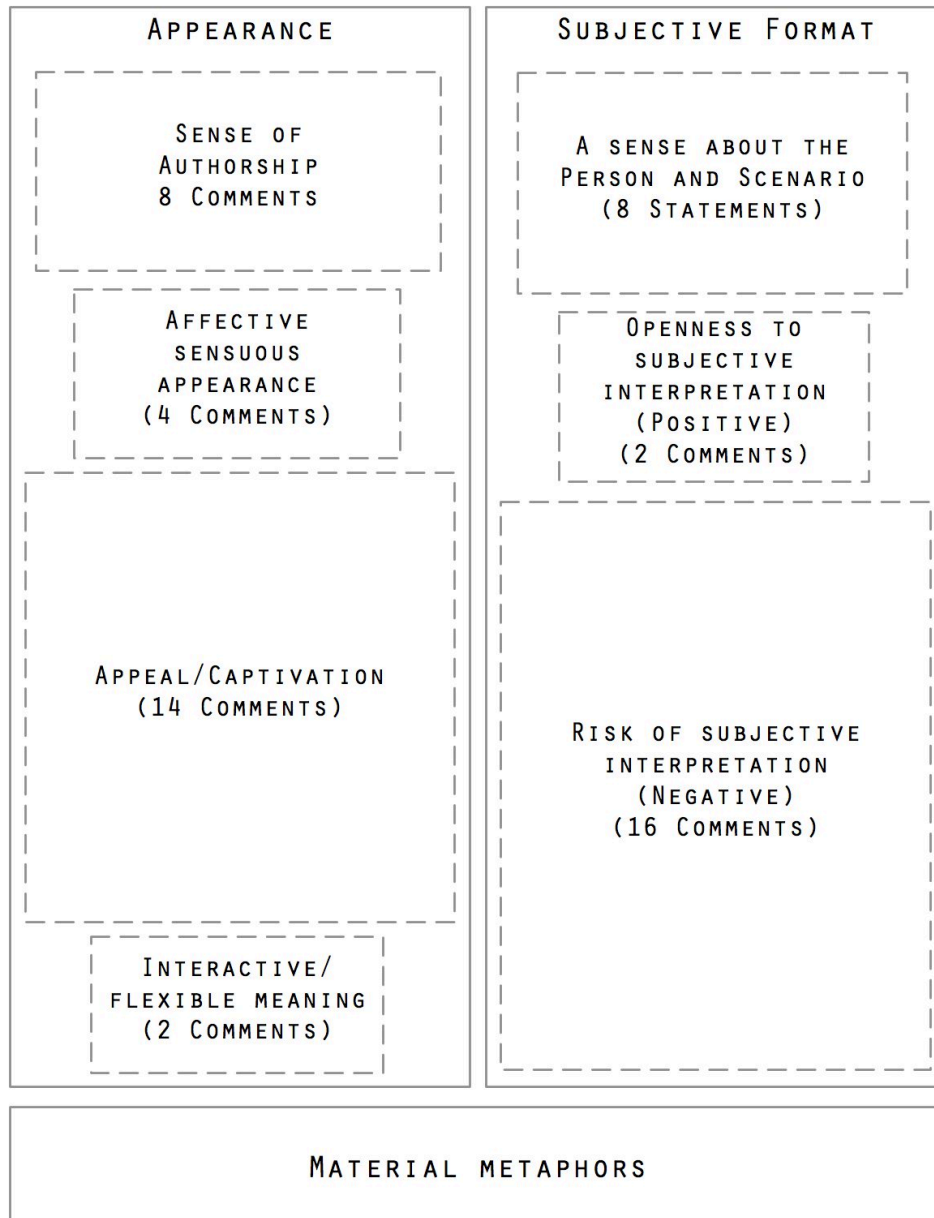 Appearance
Sense of
Authorship
8 Comments
Affective
sensuous
appearance
(4 Comments)
Appeal/Captivation
(14 Comments)
Interactive/
flexible meaning
(2 Comments)
Subjective Format
A sense about the
Person and Scenario
(8 Statements)
Openness to
subjective
interpretation
(Positive)
(2 Comments)
Risk of subjective
interpretation
(Negative)
(16 Comments)
Material metaphors